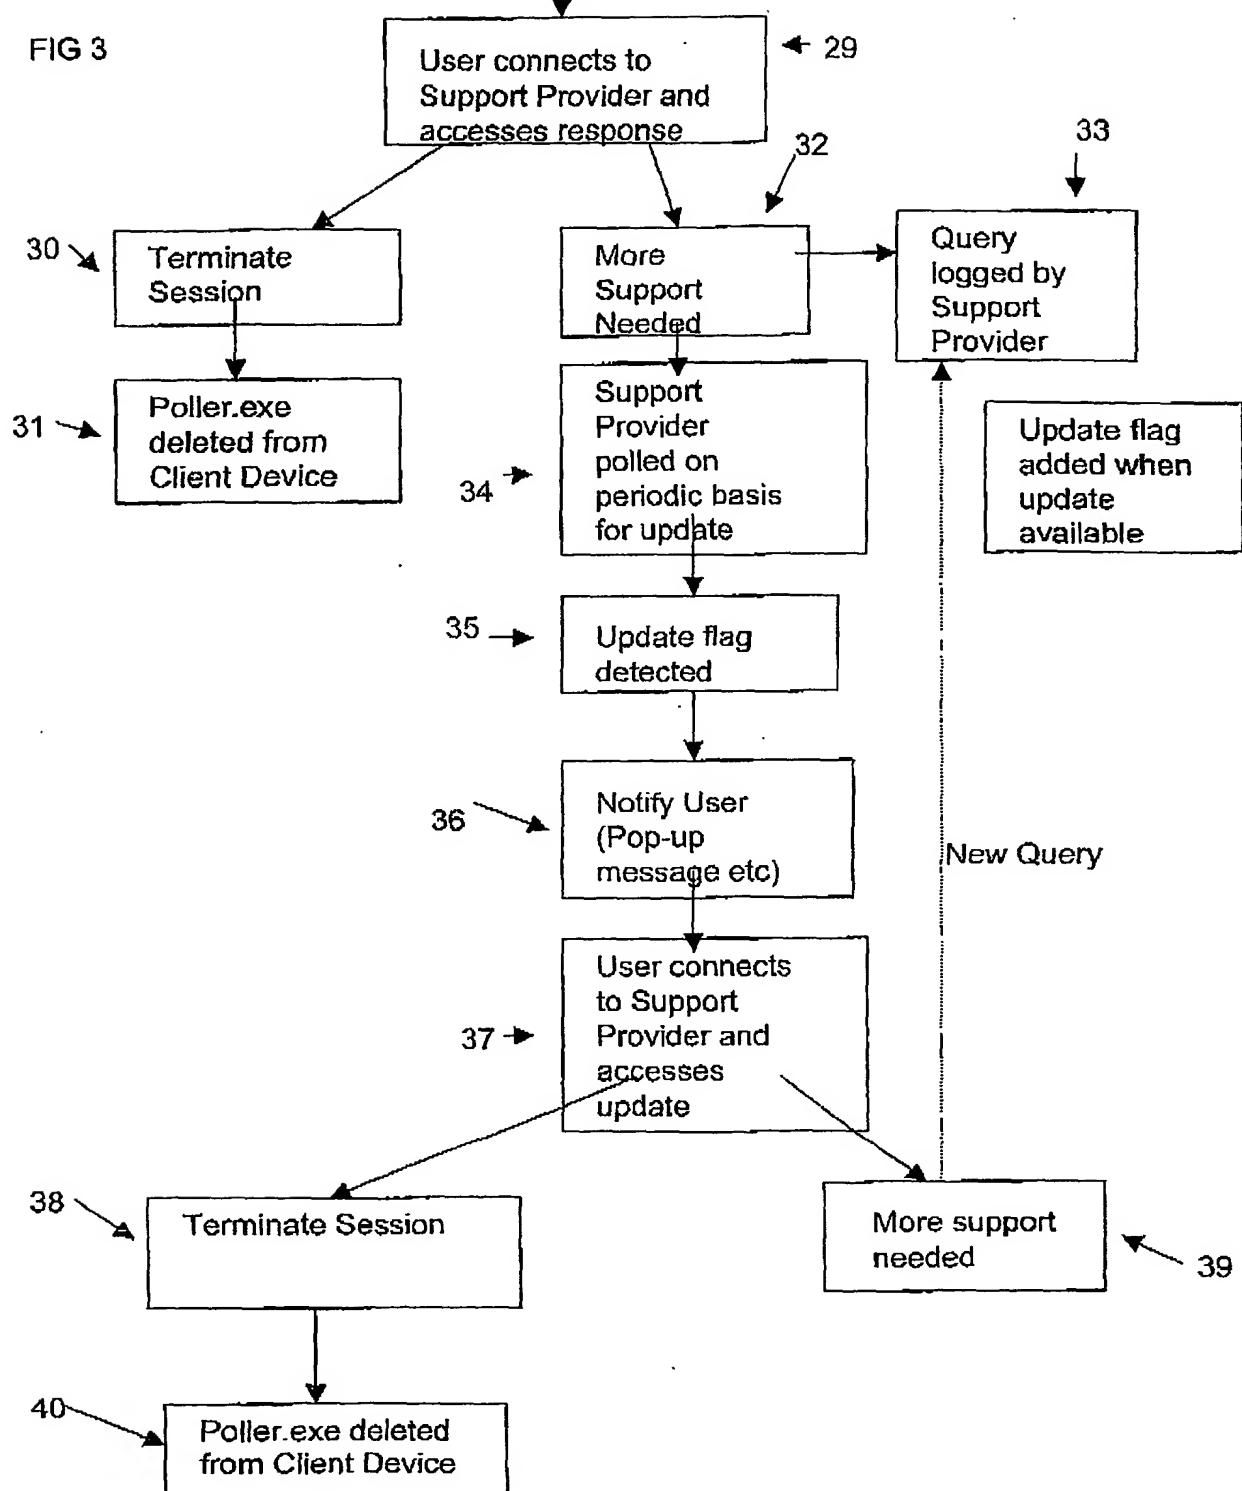 FIG 3
User connects to
Support Provider and
accesses response
29
32
33
30
Terminate
Session
More
Support
Needed
Query
logged by
Support
Provider
31
Poller.exe
deleted from
Client Device
34
Support
Provider
polled on
periodic basis
for update
Update flag
added when
update
available
35
Update flag
detected
36
Notify User
(Pop-up
message etc)
New Query
37
User connects
to Support
Provider and
accesses
update
38
Terminate Session
More support
needed
39
40
Poller.exe deleted
from Client Device